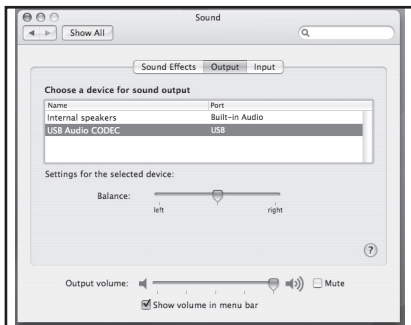 Sound
Show All
Sound Effects Output Input
Choose a device for sound output
Name Port
Internal speakers Built-in Audio
USB Audio CODEC USB
Settings for the selected device:
Balance:
left right
?
Output volume: Mute
Show volume in menu bar